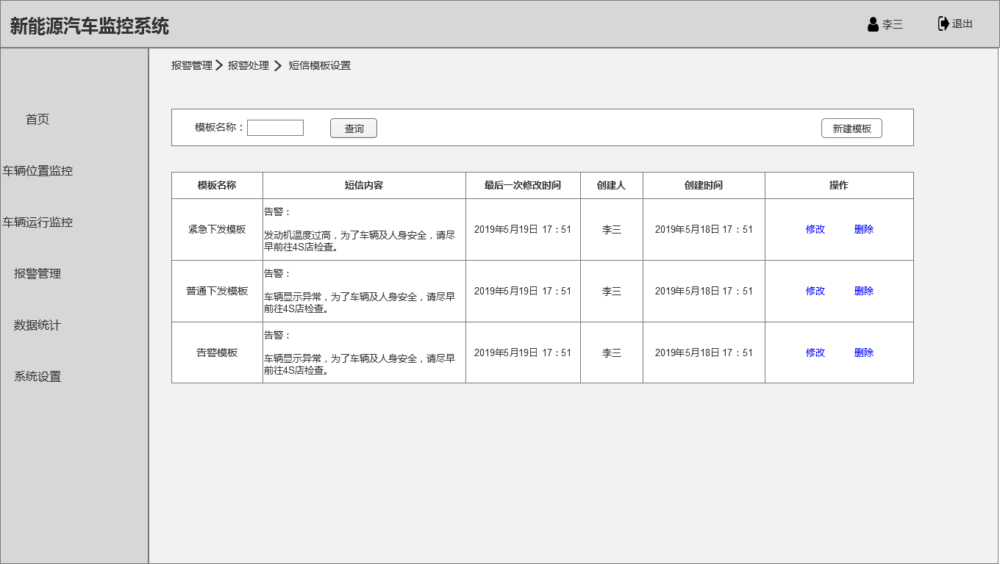 新能源汽车监控系统
李三
退出
报警管理 报警处理 短信模板设置
首页
车辆位置监控
车辆运行监控
报警管理
数据统计
系统设置
模板名称：
查询
新建模板
模板名称 短信内容 最后一次修改时间 创建人 创建时间 操作
紧急下发模板
告警：
发动机温度过高，为了车辆及人身安全，请尽
早前往4S店检查。
2019年5月19日 17：51
李三
2019年5月18日 17：51
修改 删除
普通下发模板
告警：
车辆显示异常，为了车辆及人身安全，请尽早
前往4S店检查。
2019年5月19日 17：51
李三
2019年5月18日 17：51
修改 删除
告警模板
告警：
车辆显示异常，为了车辆及人身安全，请尽早
前往4S店检查。
2019年5月19日 17：51
李三
2019年5月18日 17：51
修改 删除